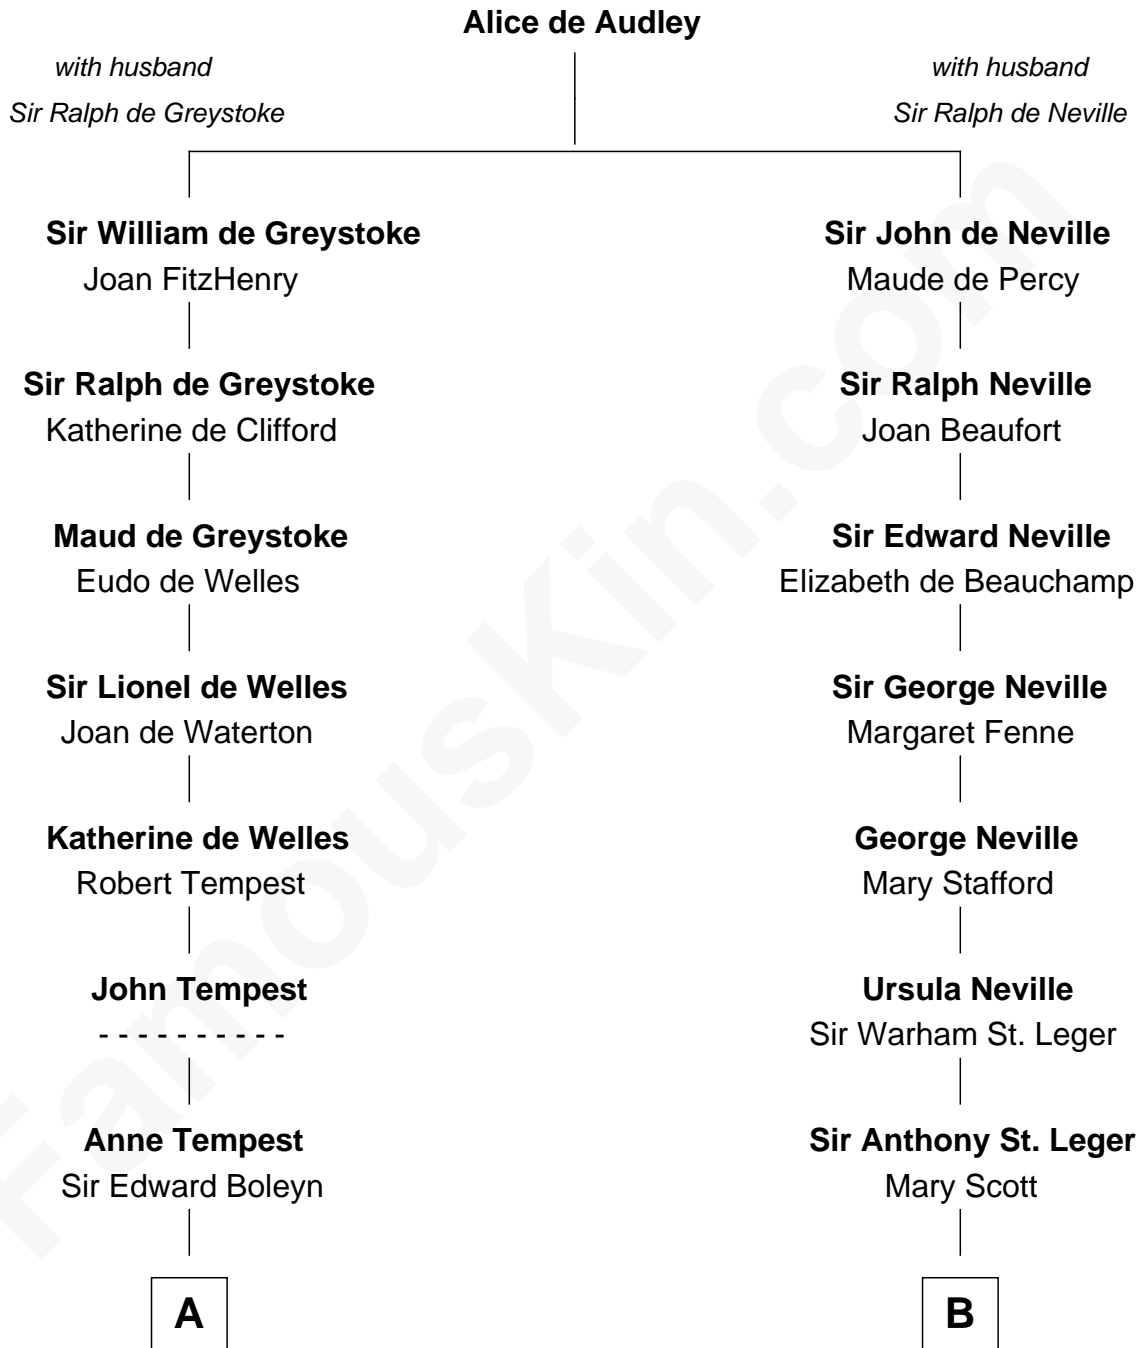 Alice de Audley
with husband
Sir Ralph de Greystoke
with husband
Sir Ralph de Neville
Sir William de Greystoke
Joan FitzHenry
Sir John de Neville
Maude de Percy
Sir Ralph de Greystoke
Katherine de Clifford
Sir Ralph Neville
Joan Beaufort
Maud de Greystoke
Eudo de Welles
Sir Edward Neville
Elizabeth de Beauchamp
Sir Lionel de Welles
Joan de Waterton
Sir George Neville
Margaret Fenne
Katherine de Welles
Robert Tempest
George Neville
Mary Stafford
John Tempest
- - - - - - - - - -
Ursula Neville
Sir Warham St. Leger
Anne Tempest
Sir Edward Boleyn
Sir Anthony St. Leger
Mary Scott
A
B
FamousKin.com